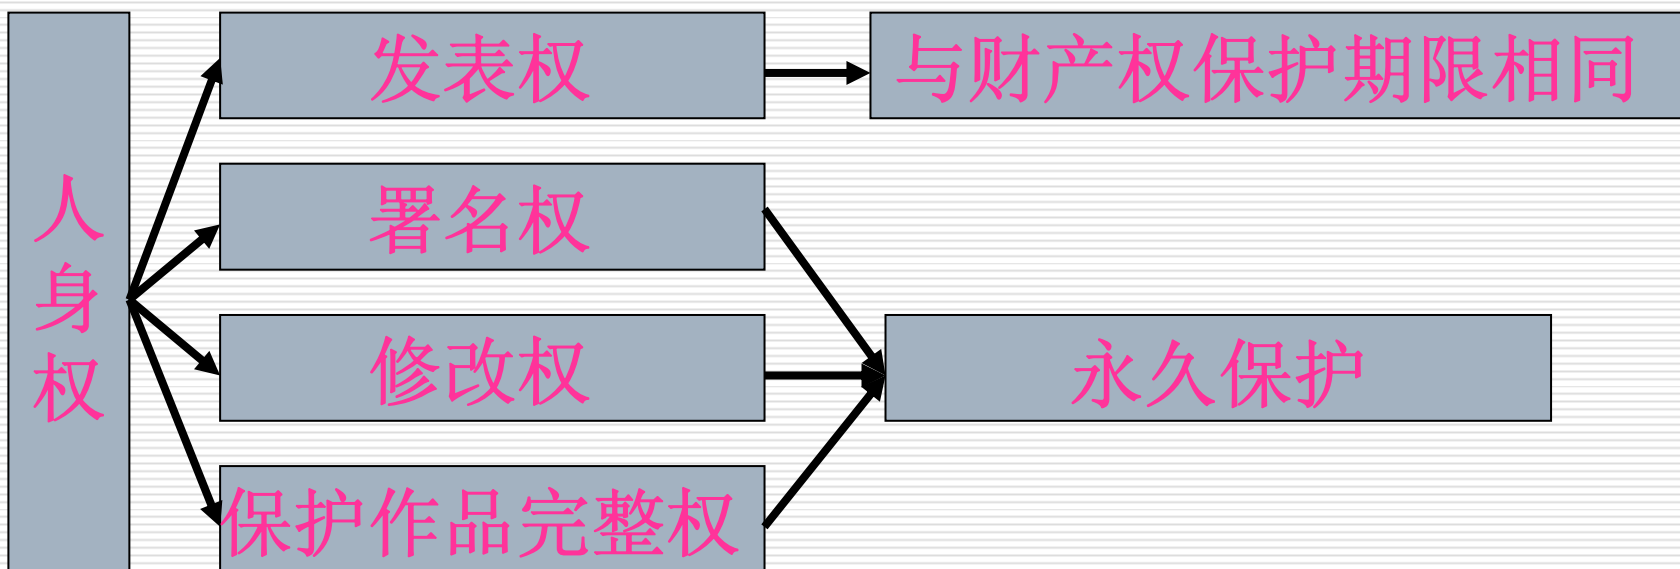 人身权
发表权
与财产权保护期限相同
署名权
修改权
永久保护
保护作品完整权